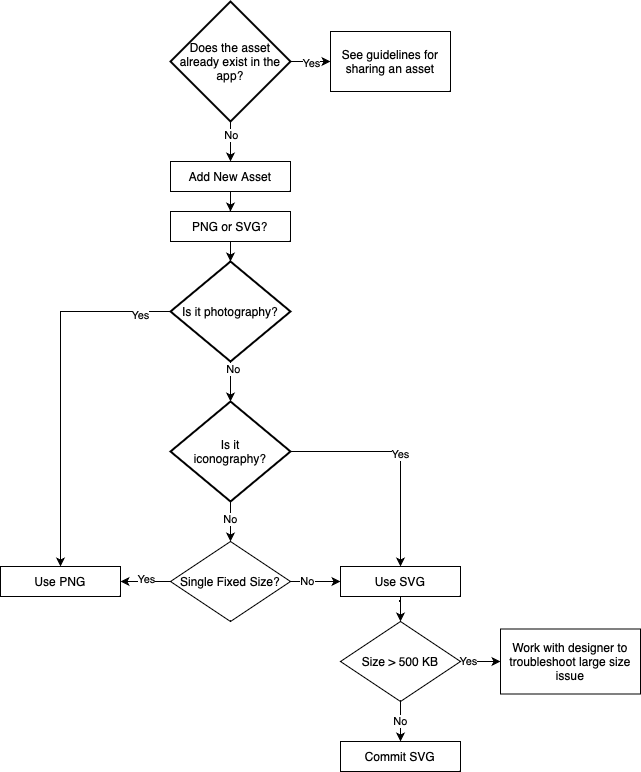 Does the asset
already exist in the
app?
Yes
See guidelines for
sharing an asset
No
Add New Asset
PNG or SVG?
Is it photography?
Yes
No
Is it
iconography?
Yes
No
Use PNG
Yes
Single Fixed Size?
No
Use SVG
Size > 500 KB
Yes
Work with designer to
troubleshoot large size
issue
No
Commit SVG